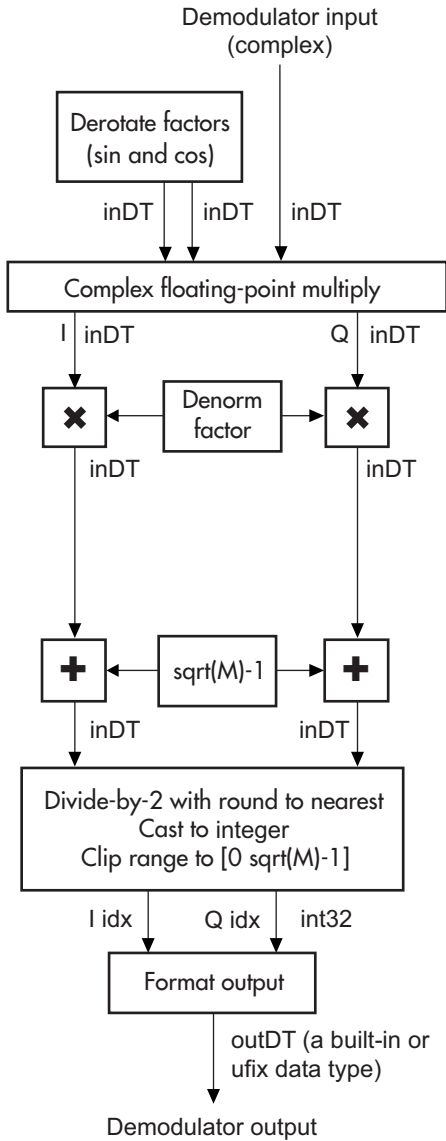 Demodulator input
(complex)
Derotate factors
(sin and cos)
inDT
inDT
inDT
Complex floating-point multiply
I
inDT
Q
inDT
Denorm
factor
inDT
inDT
sqrt(M)-1
inDT
inDT
Divide-by-2 with round to nearest
Cast to integer
Clip range to [0 sqrt(M)-1]
I idx
Q idx
int32
Format output
outDT (a built-in or
ufix data type)
Demodulator output